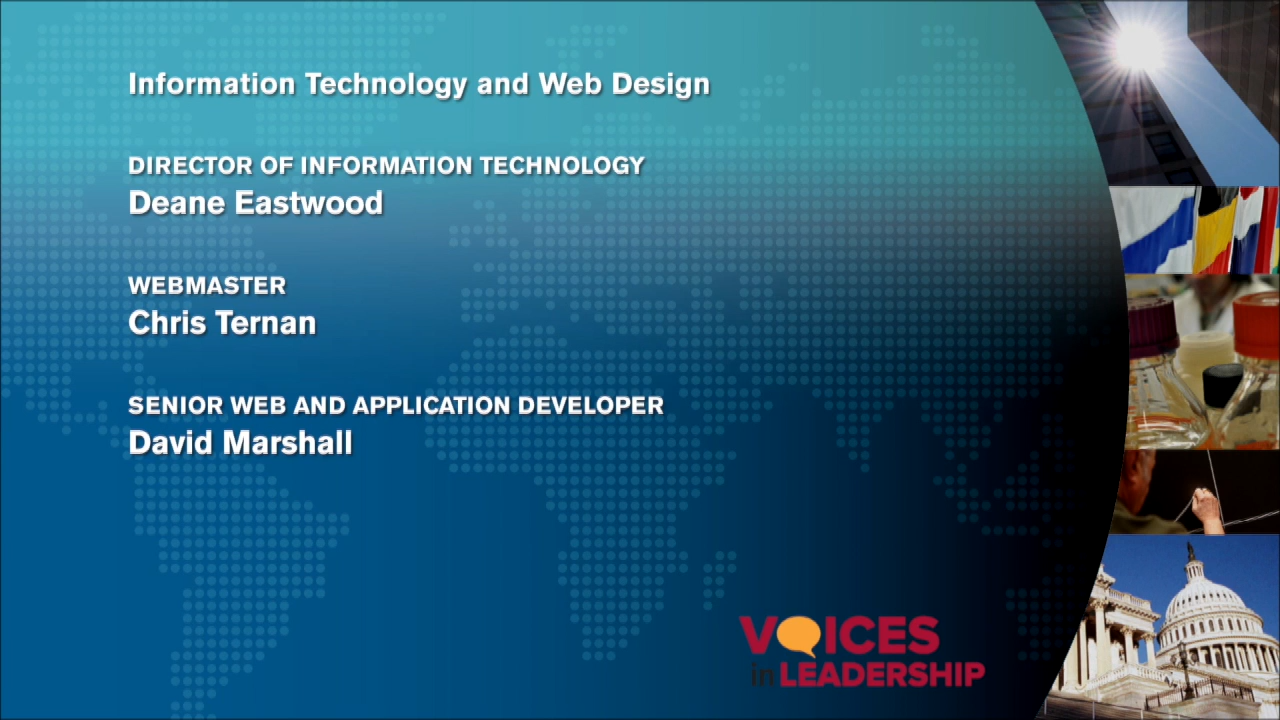 Information Technology and Web Design
DIRECTOR OF INFORMATION TECHNOLOGY
Deane Eastwood
WEBMASTER
Chris Ternan
SENIOR WEB AND APPLICATION DEVELOPER
David Marshall
VOICES
in LEADERSHIP